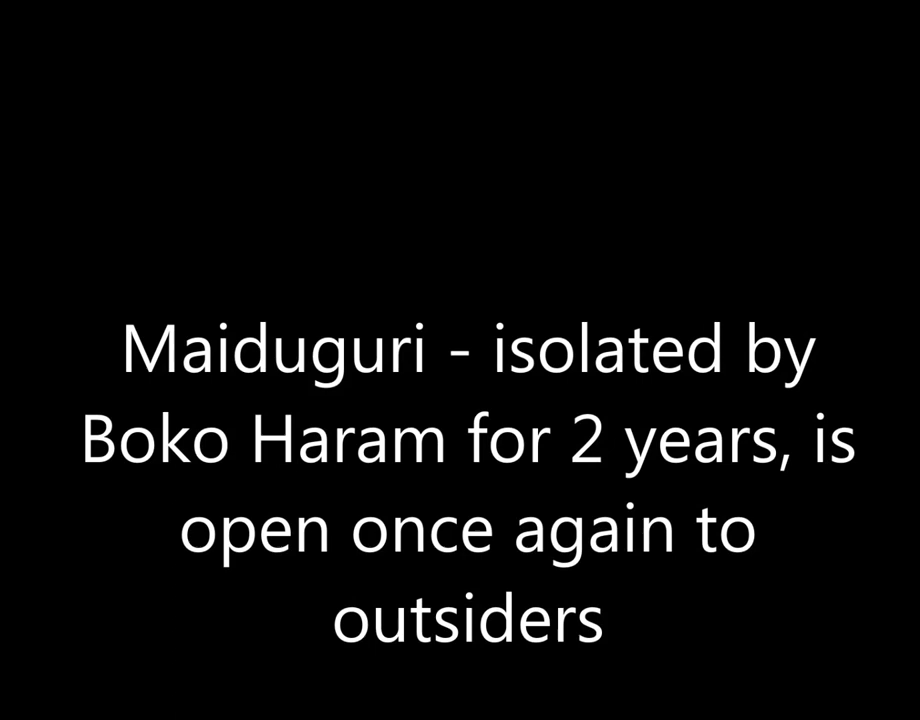 Maiduguri - isolated by
Boko Haram for 2 years, is
open once again to
outsiders